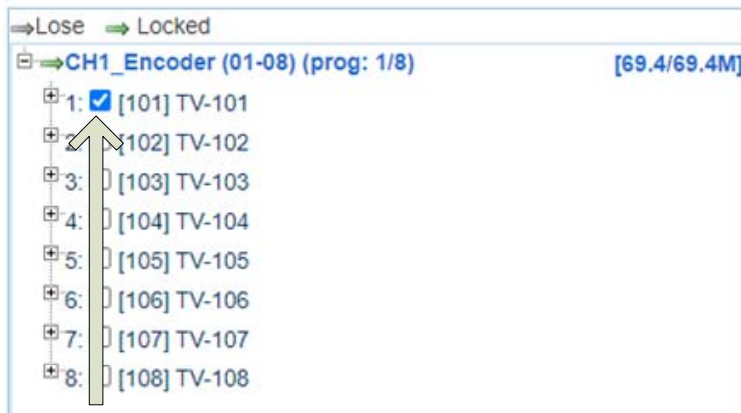 Lose Locked
CH1_Encoder (01-08) (prog: 1/8) [69.4/69.4M]
1: [101] TV-101
2: [102] TV-102
3: [103] TV-103
4: [104] TV-104
5: [105] TV-105
6: [106] TV-106
7: [107] TV-107
8: [108] TV-108